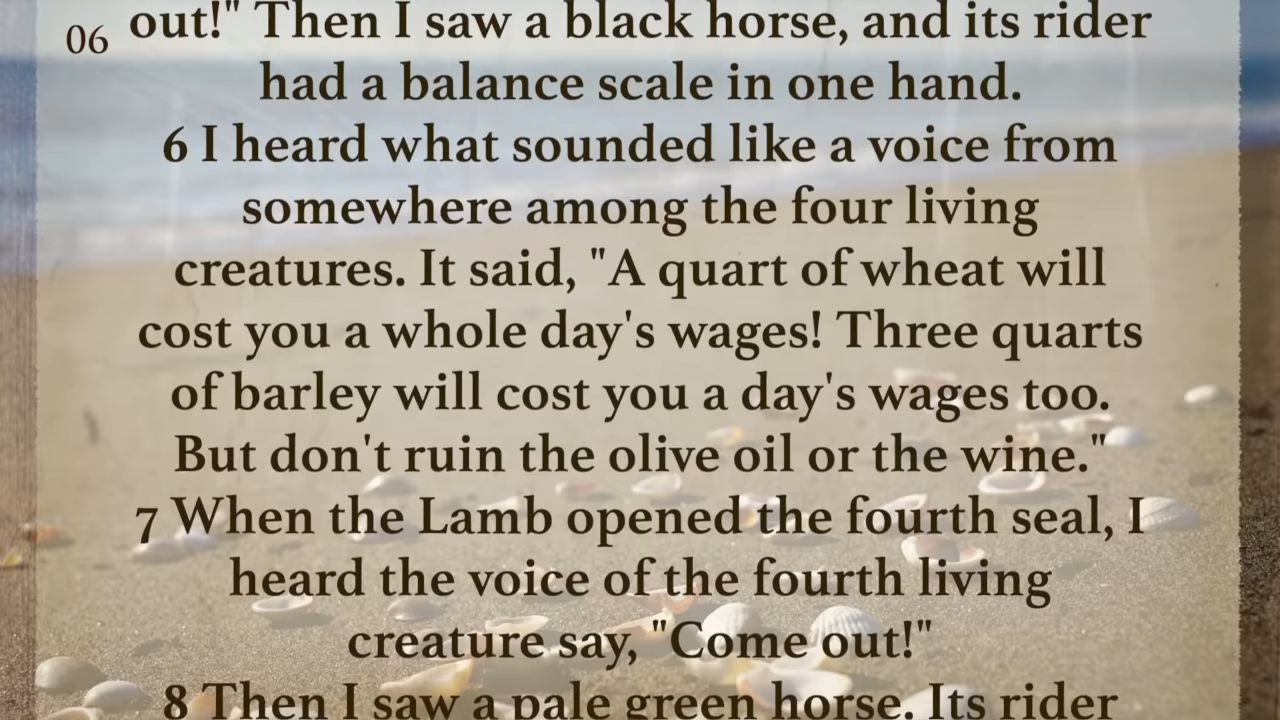 06
out!" Then I saw a black horse, and its rider
had a balance scale in one hand.
6 I heard what sounded like a voice from
somewhere among the four living
creatures. It said, "A quart of wheat will
cost you a whole day's wages! Three quarts
of barley will cost you a day's wages too.
But don't ruin the olive oil or the wine."
7 When the Lamb opened the fourth seal, I
heard the voice of the fourth living
creature say, "Come out!"
8 Then I saw a pale green horse. Its rider